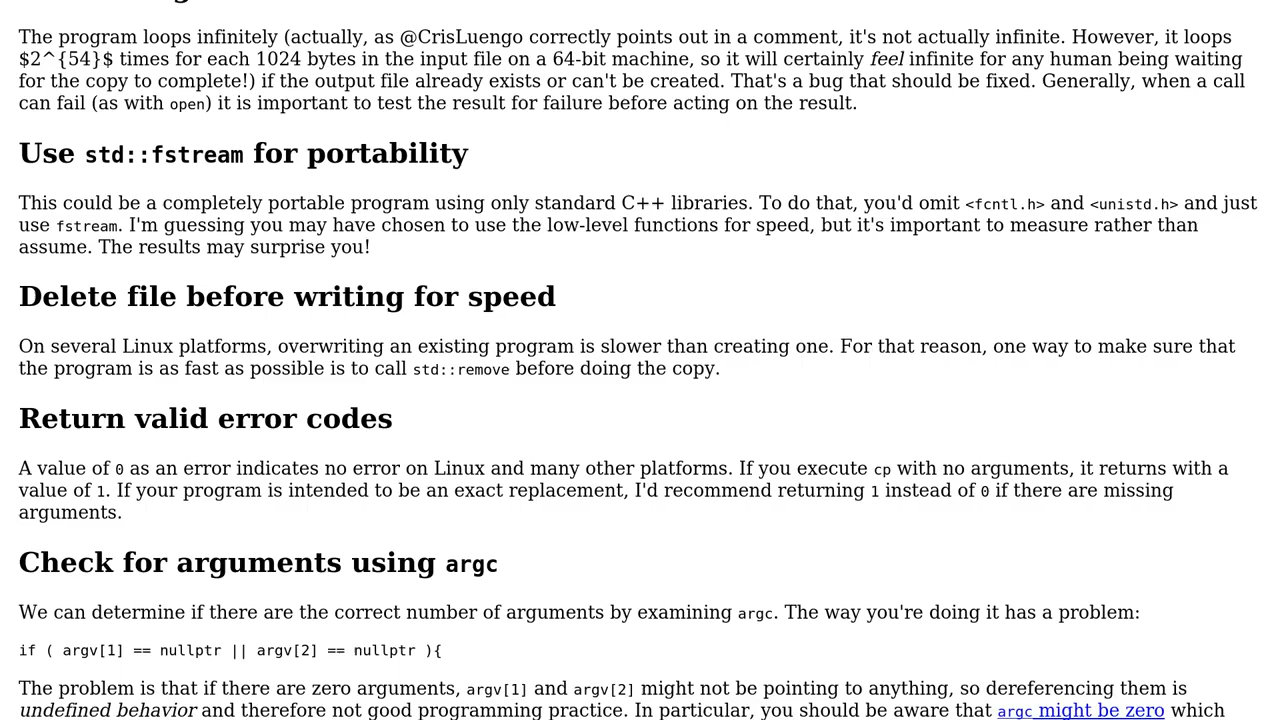 The program loops infinitely (actually, as @CrisLuengo correctly points out in a comment, it's not actually infinite. However, it loops
$2^{54}$ times for each 1024 bytes in the input file on a 64-bit machine, so it will certainly feel infinite for any human being waiting
for the copy to complete!) if the output file already exists or can't be created. That's a bug that should be fixed. Generally, when a call
can fail (as with open) it is important to test the result for failure before acting on the result.
Use std::fstream for portability
This could be a completely portable program using only standard C++ libraries. To do that, you'd omit <fcntl.h> and <unistd.h> and just
use fstream. I'm guessing you may have chosen to use the low-level functions for speed, but it's important to measure rather than
assume. The results may surprise you!
Delete file before writing for speed
On several Linux platforms, overwriting an existing program is slower than creating one. For that reason, one way to make sure that
the program is as fast as possible is to call std::remove before doing the copy.
Return valid error codes
A value of 0 as an error indicates no error on Linux and many other platforms. If you execute cp with no arguments, it returns with a
value of 1. If your program is intended to be an exact replacement, I'd recommend returning 1 instead of 0 if there are missing
arguments.
Check for arguments using argc
We can determine if there are the correct number of arguments by examining argc. The way you're doing it has a problem:
if ( argv[1] == nullptr || argv[2] == nullptr ){
The problem is that if there are zero arguments, argv[1] and argv[2] might not be pointing to anything, so dereferencing them is
undefined behavior and therefore not good programming practice. In particular, you should be aware that argc might be zero which